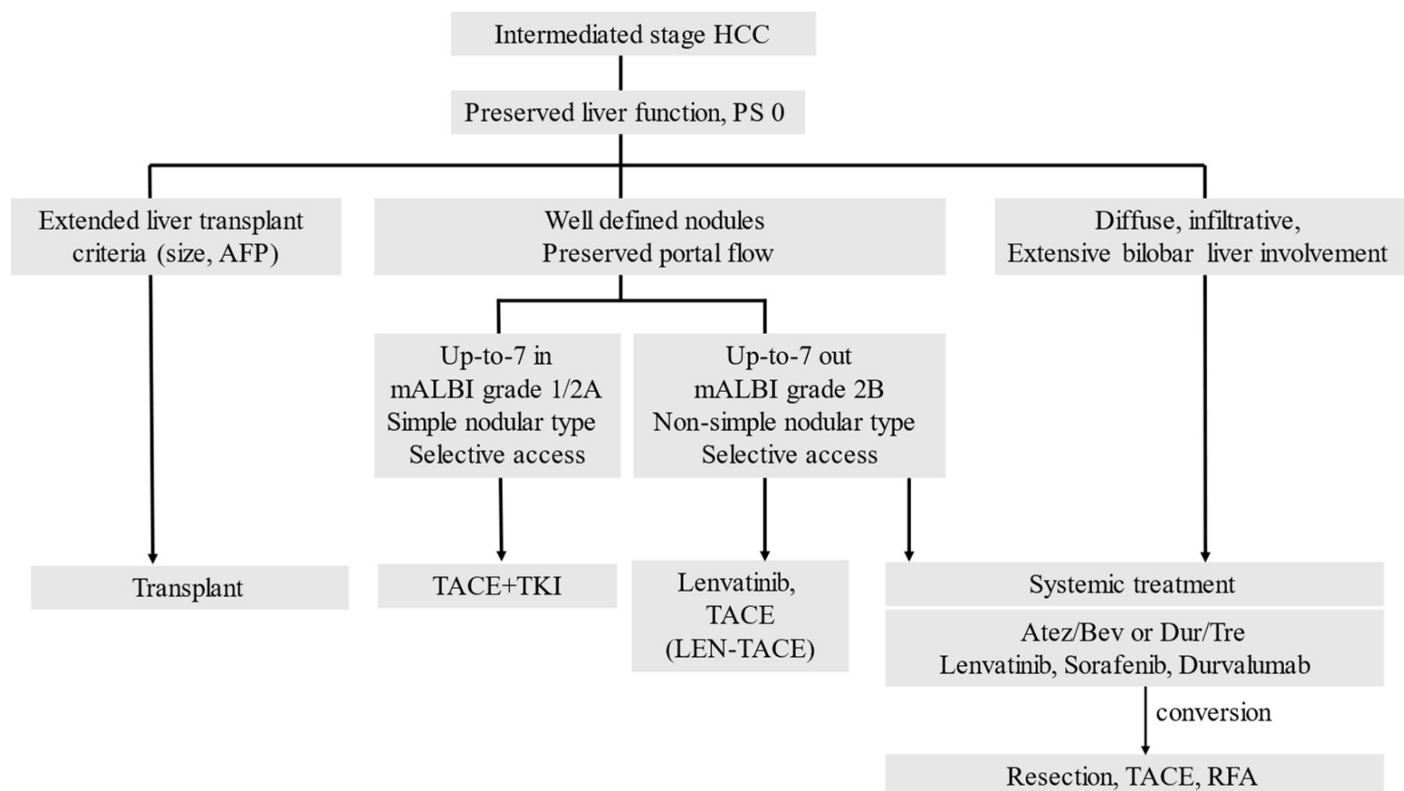 Intermediated stage HCC
Preserved liver function, PS 0
Extended liver transplant
criteria (size, AFP)
Well defined nodules
Preserved portal flow
Diffuse, infiltrative,
Extensive bilobar liver involvement
Up-to-7 in
mALBI grade 1/2A
Simple nodular type
Selective access
Up-to-7 out
mALBI grade 2B
Non-simple nodular type
Selective access
Transplant
TACE+TKI
Lenvatinib,
TACE
(LEN-TACE)
Systemic treatment
Atez/Bev or Dur/Tre
Lenvatinib, Sorafenib, Durvalumab
conversion
Resection, TACE, RFA